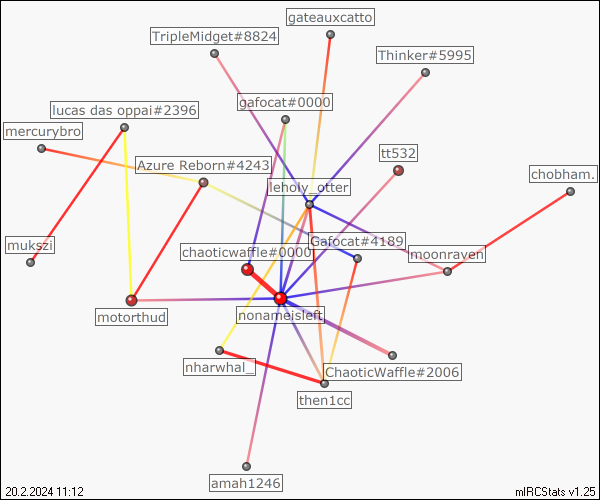 gateauxcatto
TripleMidget#8824
Thinker#5995
gafocat#0000
lucas das oppai#2396
mercurybro
tt532
Azure Reborn#4243
chobham.
leholy_otter
Gafocat#4189
mukszi
chaoticwaffle#0000
moonraven
motorthud
nonameisleft
nharwhal_
ChaoticWaffle#2006
then1cc
amah1246
20.2.2024 11:12
mIRCStats v1.25